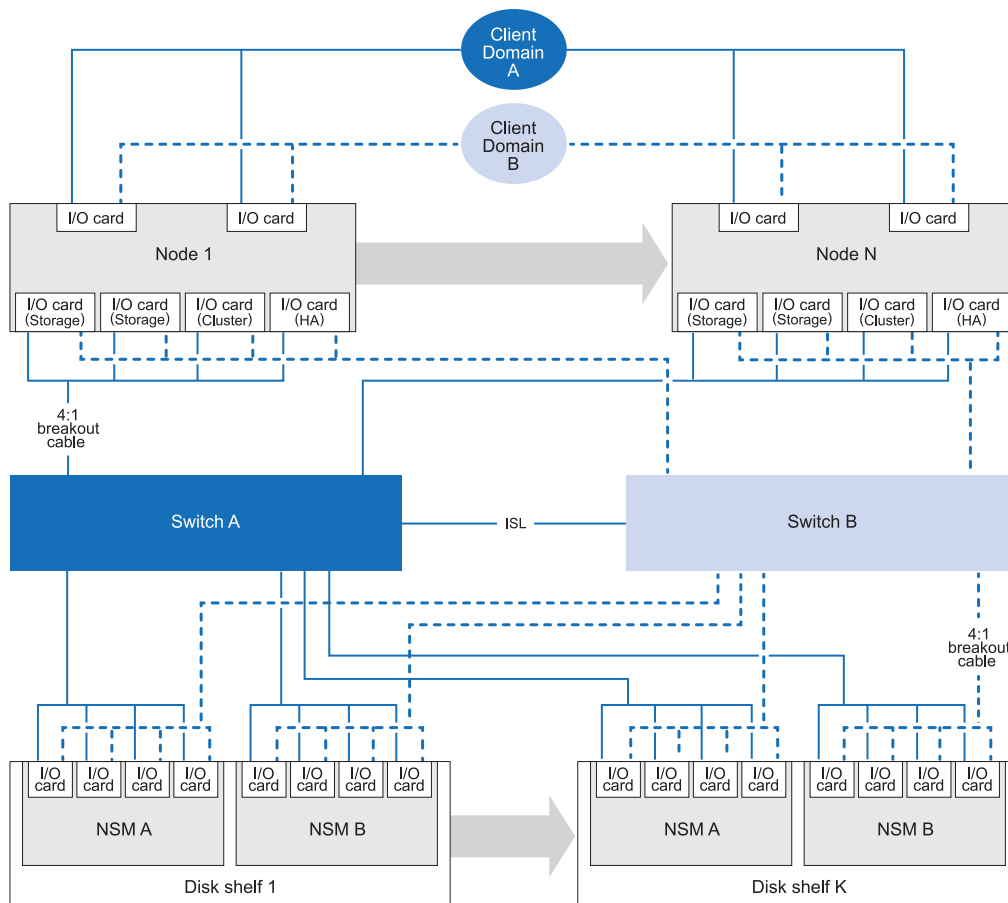 Client
Domain
A
Client
Domain
B
I/O card
I/O card
I/O card
I/O card
Node 1
Node N
I/O card
(Storage)
I/O card
(Storage)
I/O card
(Cluster)
I/O card
(HA)
I/O card
(Storage)
I/O card
(Storage)
I/O card
(Cluster)
I/O card
(HA)
4:1
breakout
cable
Switch A
ISL
Switch B
4:1
breakout
cable
I/O
card
I/O
card
I/O
card
I/O
card
I/O
card
I/O
card
I/O
card
I/O
card
I/O
card
I/O
card
I/O
card
I/O
card
I/O
card
I/O
card
I/O
card
I/O
card
NSM A
NSM B
NSM A
NSM B
Disk shelf 1
Disk shelf K